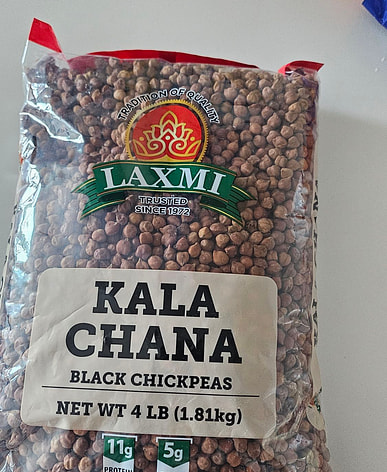 TRADITION OF QUALITY
LAXMI
TRUSTED
SINCE 1972
KALA
CHANA
BLACK CHICKPEAS
NET WT 4 LB (1.81kg)
11g 5g
PROTEIN